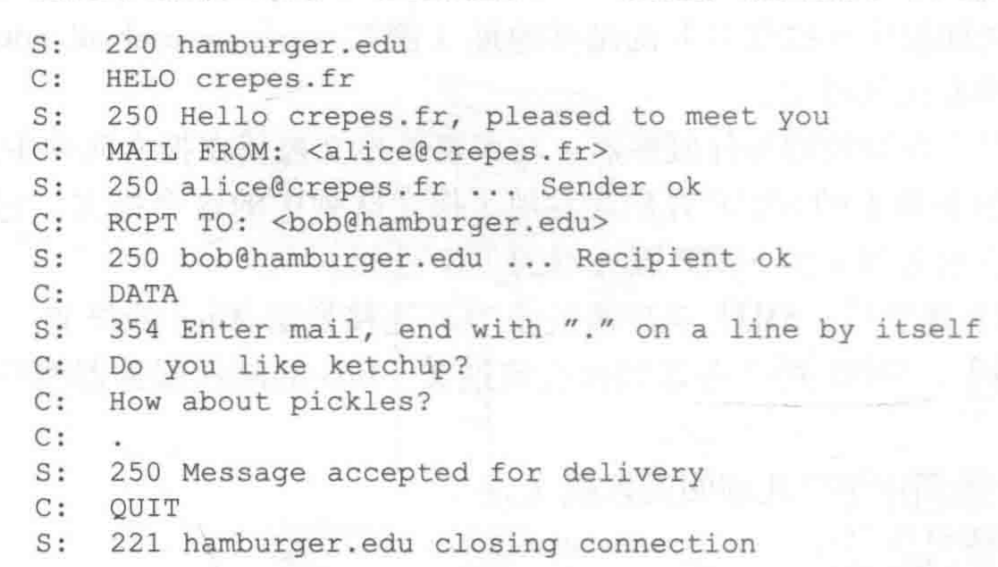 S: 220 hamburger.edu
C: HELO crepes.fr
S: 250 Hello crepes.fr, pleased to meet you
C: MAIL FROM: <alice@crepes.fr>
S: 250 alice@crepes.fr ... Sender ok
C: RCPT TO: <bob@hamburger.edu>
S: 250 bob@hamburger.edu ... Recipient ok
C: DATA
S: 354 Enter mail, end with "." on a line by itself
C: Do you like ketchup?
C: How about pickles?
C: .
S: 250 Message accepted for delivery
C: QUIT
S: 221 hamburger.edu closing connection